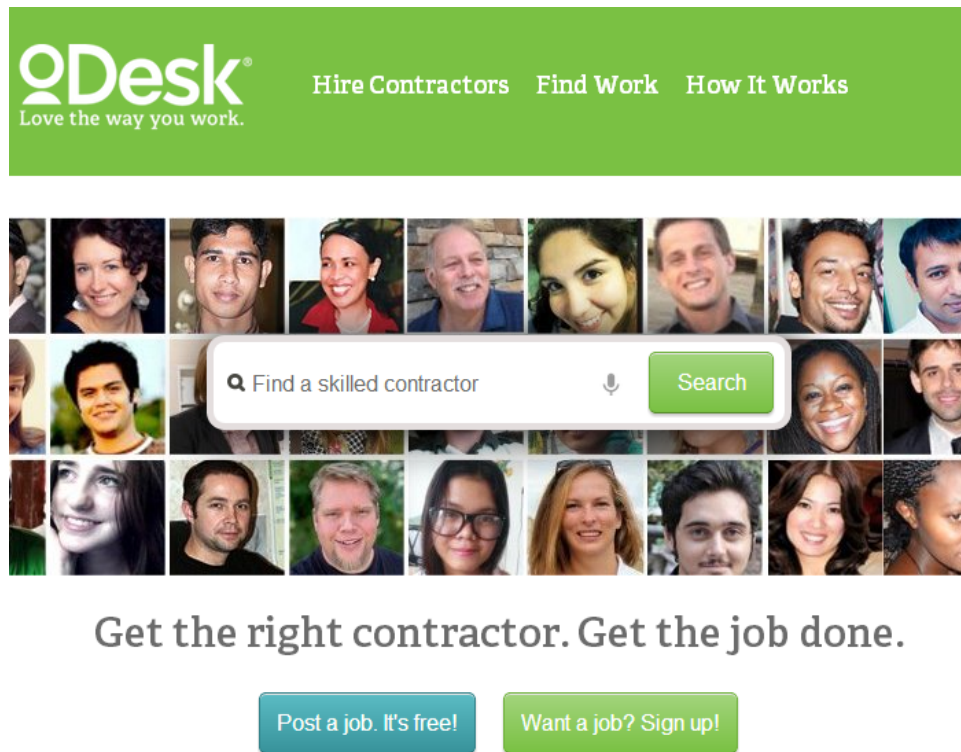 oDesk®
Love the way you work.
Hire Contractors Find Work How It Works
Find a skilled contractor
Search
Get the right contractor. Get the job done.
Post a job. It's free!
Want a job? Sign up!